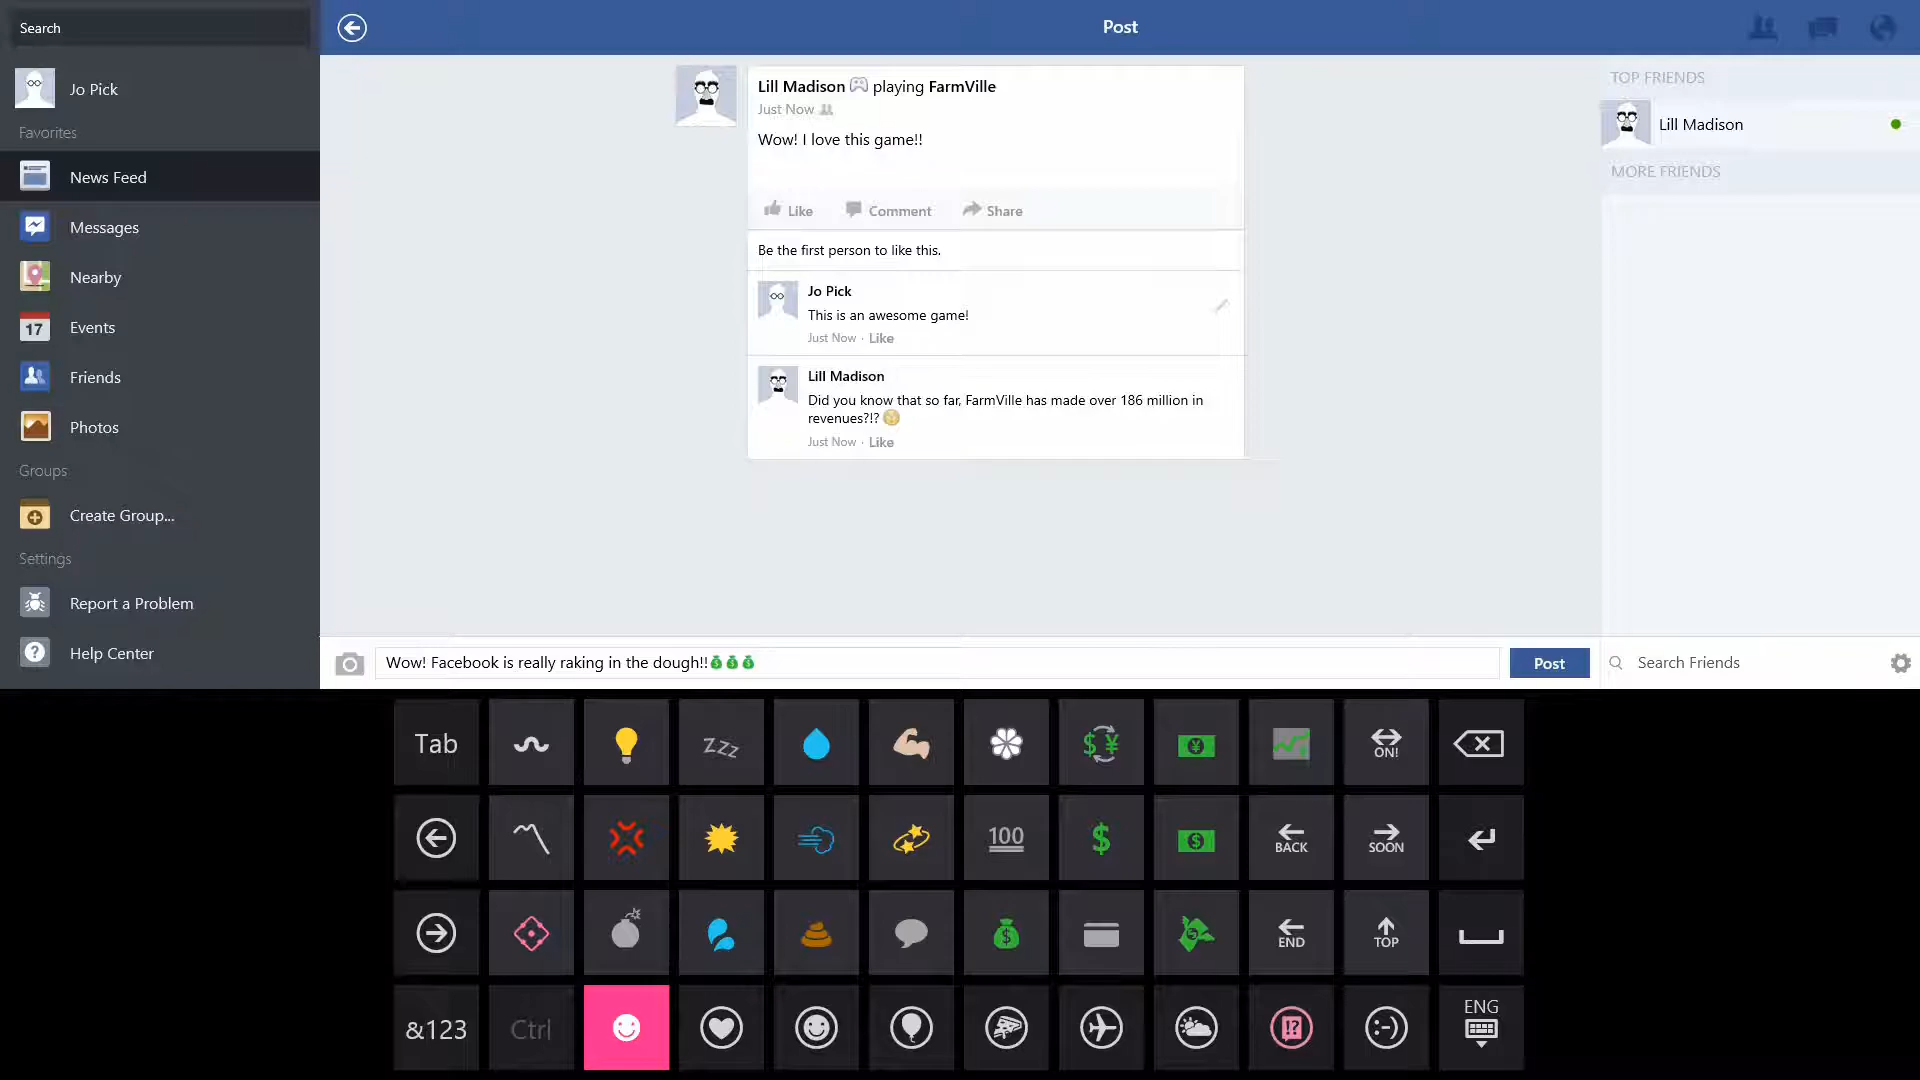 Search
Post
Jo Pick
Favorites
News Feed
Messages
Nearby
17
Events
Friends
Photos
Groups
Create Group...
Settings
Report a Problem
Help Center
Lill Madison playing FarmVille
Just Now
Wow! I love this game!!
Like Comment Share
Be the first person to like this.
Jo Pick
This is an awesome game!
Just Now · Like
Lill Madison
Did you know that so far, FarmVille has made over 186 million in
revenues?!?
Just Now · Like
TOP FRIENDS
Lill Madison
MORE FRIENDS
Wow! Facebook is really raking in the dough!!
Post
Search Friends
Tab
zzz
$ ¥
¥
ON!
100
$
$
BACK
SOON
$
END
TOP
&123
Ctrl
!?
:-)
ENG